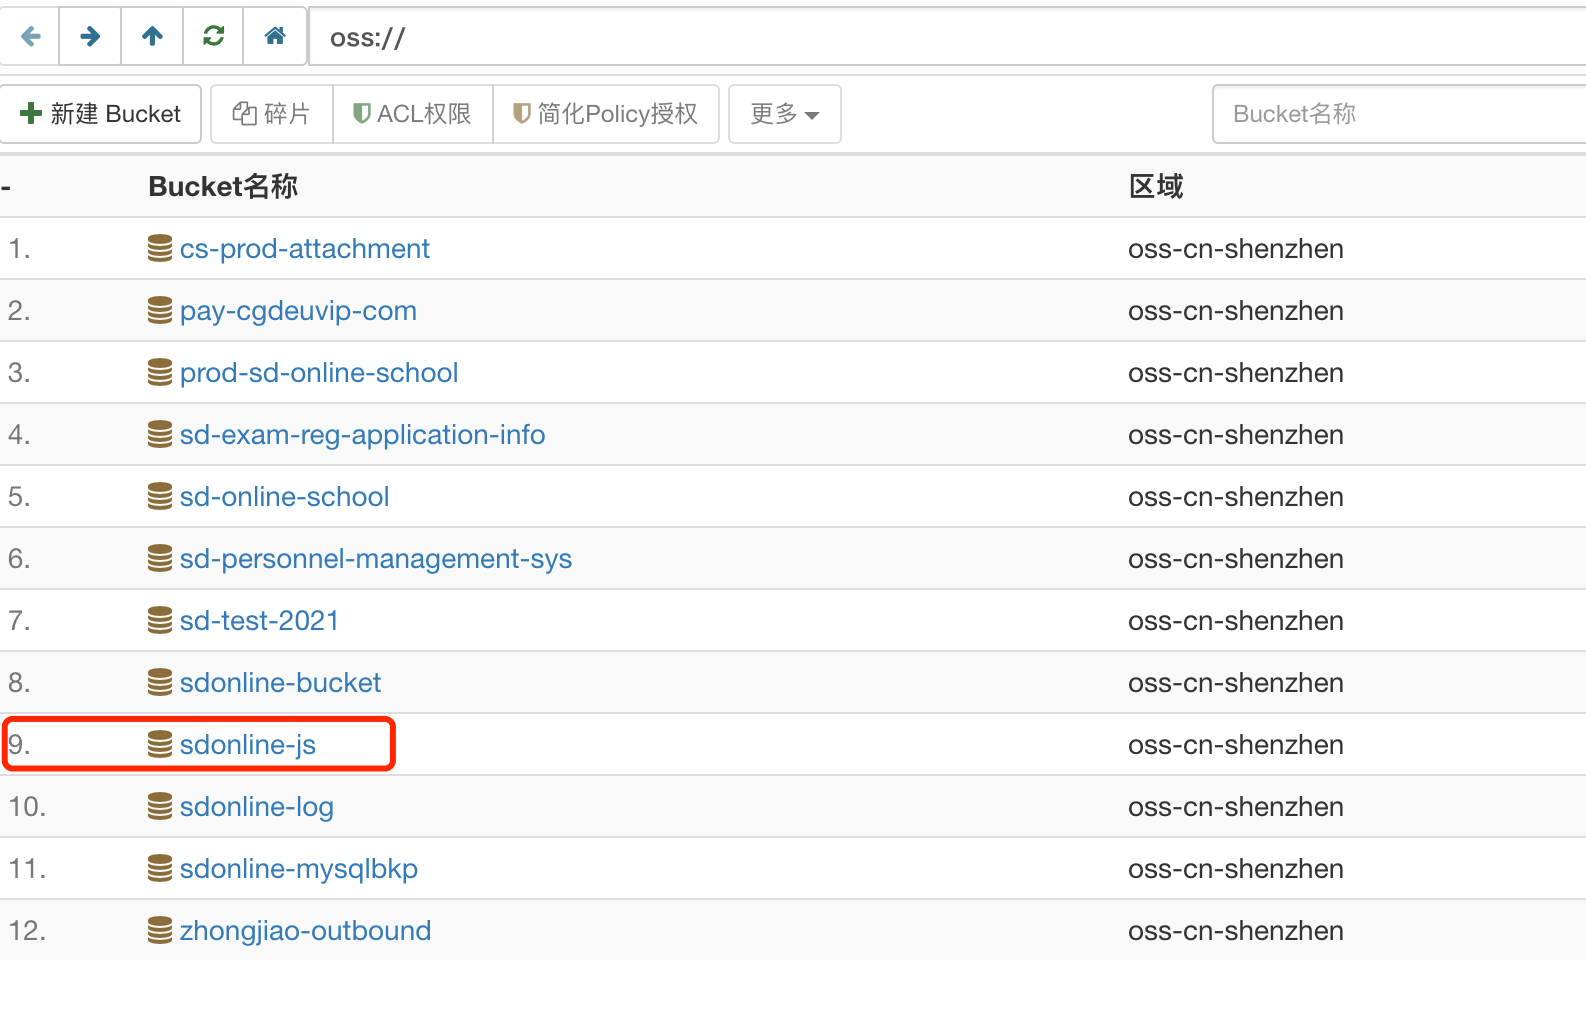 oss://
新建 Bucket 碎片 ACL权限 简化Policy授权 更多 Bucket名称
- Bucket名称 区域
1. cs-prod-attachment oss-cn-shenzhen
2. pay-cgdeuvip-com oss-cn-shenzhen
3. prod-sd-online-school oss-cn-shenzhen
4. sd-exam-reg-application-info oss-cn-shenzhen
5. sd-online-school oss-cn-shenzhen
6. sd-personnel-management-sys oss-cn-shenzhen
7. sd-test-2021 oss-cn-shenzhen
8. sdonline-bucket oss-cn-shenzhen
9. sdonline-js oss-cn-shenzhen
10. sdonline-log oss-cn-shenzhen
11. sdonline-mysqlbkp oss-cn-shenzhen
12. zhongjiao-outbound oss-cn-shenzhen